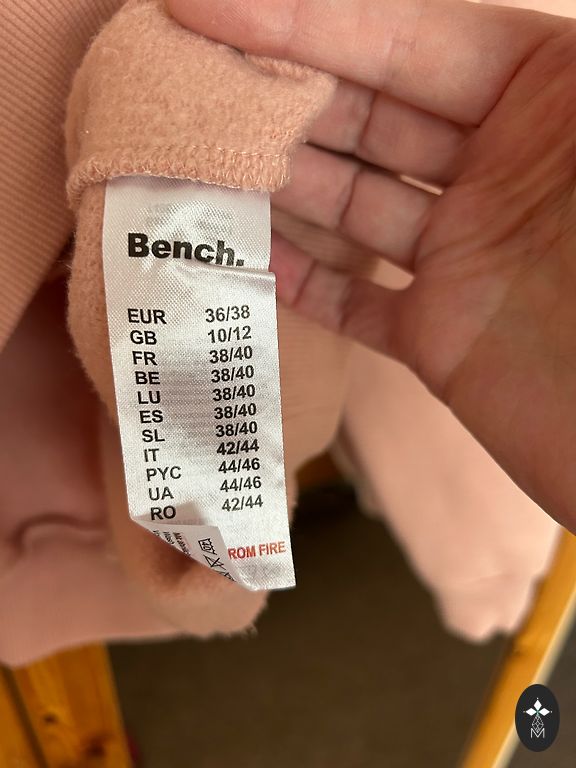 Bench.
EUR 36/38
GB 10/12
FR 38/40
BE 38/40
LU 38/40
ES 38/40
SL 38/40
IT 42/44
PYC 44/46
UA 44/46
RO 42/44
ROM FIRE
M